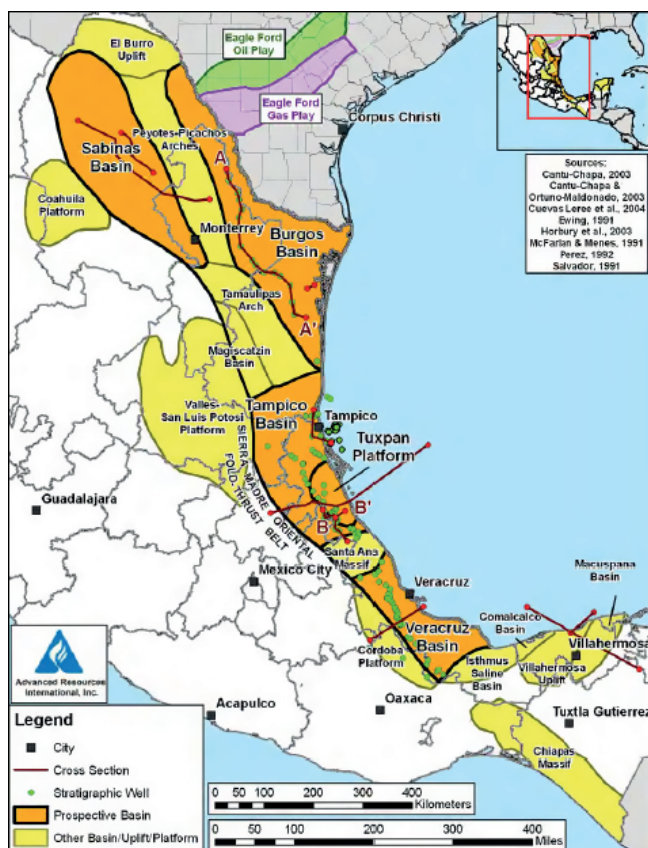 El Burro
Uplift
Eagle Ford
Oil Play
Eagle Ford
Gas Play
Corpus Christi
Peyotes-Picachos
Arches
Sabinas
Basin
A
Coahuila
Platform
Monterrey
Burgos
Basin
Tamaulipas
Arch
A'
Magiscatzin
Basin
Tampico
Basin
Tampico
Valles-
San Luis Potosi
Platform
Tuxpan
Platform
SIERRA MADRE ORIENTAL
FOLD-THRUST BELT
Guadalajara
B
B'
Santa Ana
Massif
Mexico City
Veracruz
Macuspana
Basin
Comalcalco
Basin
Veracruz
Basin
Villahermosa
Cordoba
Platform
Isthmus
Saline
Basin
Villahermosa
Uplift
Oaxaca
Acapulco
Tuxtla Gutierrez
Chiapas
Massif
Sources:
Cantu-Chapa, 2003
Cantu-Chapa &
Ortuno-Maldonado, 2003
Cuevas Leree et al., 2004
Ewing, 1991
Horbury et al., 2003
McFarlan & Menes, 1991
Perez, 1992
Salvador, 1991
Advanced Resources
International, Inc.
Legend
City
Cross Section
Stratigraphic Well
Prospective Basin
Other Basin/Uplift/Platform
0 50 100 200 300 400
Kilometers
0 50 100 200 300 400
Miles